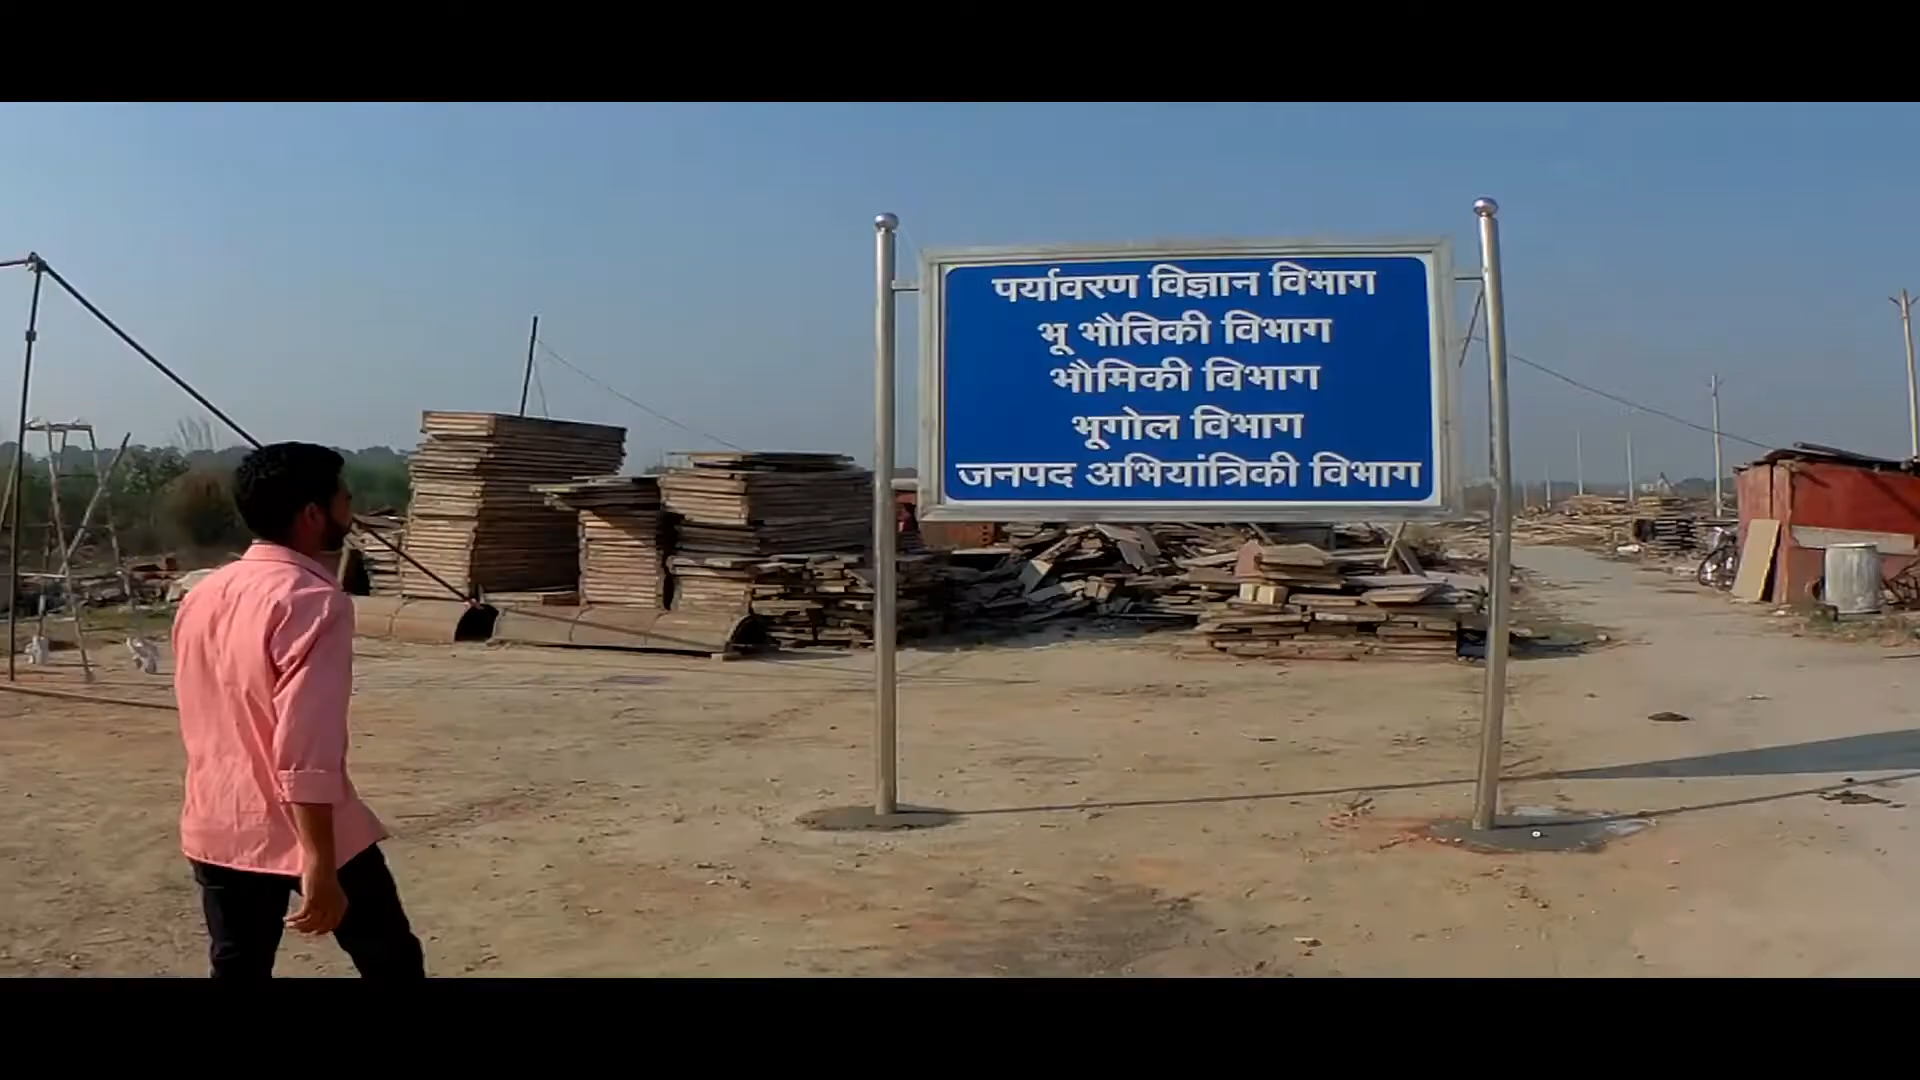 पर्यावरण विज्ञान विभाग
भू भौतिकी विभाग
भौमिकी विभाग
भूगोल विभाग
जनपद अभियांत्रिकी विभाग